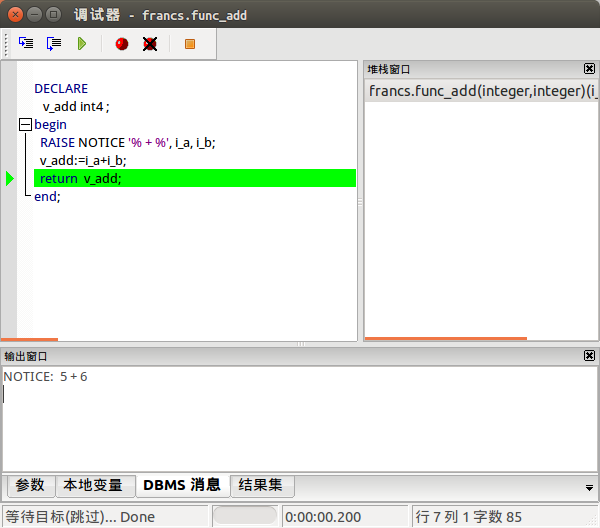 调试器 - francs.func_add
堆栈窗口
francs.func_add(integer,integer)(i_
DECLARE
v_add int4 ;
begin
RAISE NOTICE '% + %', i_a, i_b;
v_add:=i_a+i_b;
return v_add;
end;
输出窗口
NOTICE: 5 + 6
参数 本地变量 DBMS 消息 结果集
等待目标(跳过)... Done 0:00:00.200 行 7 列 1 字数 85